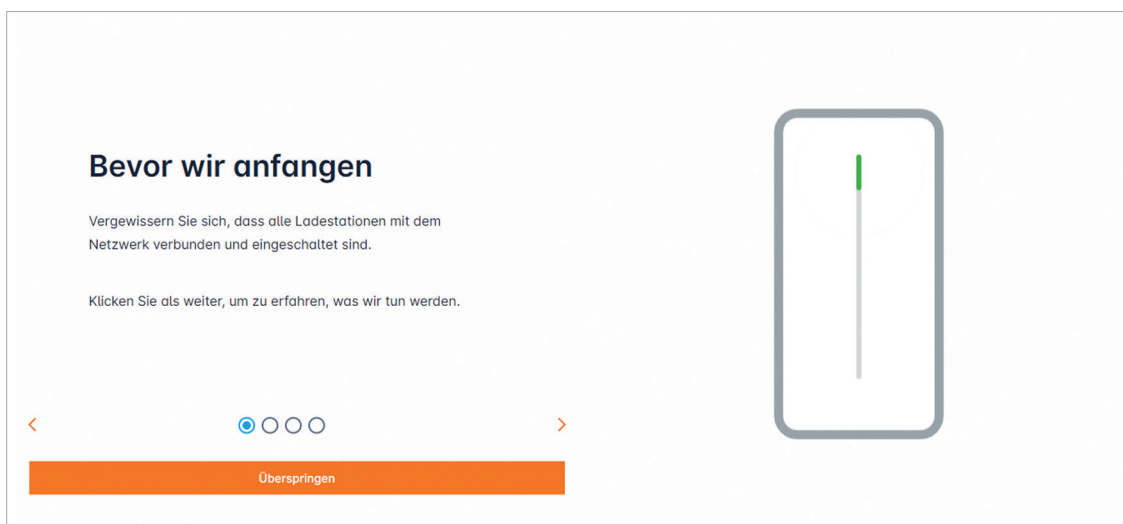 Bevor wir anfangen
Vergewissern Sie sich, dass alle Ladestationen mit dem
Netzwerk verbunden und eingeschaltet sind.
Klicken Sie als weiter, um zu erfahren, was wir tun werden.
Überspringen